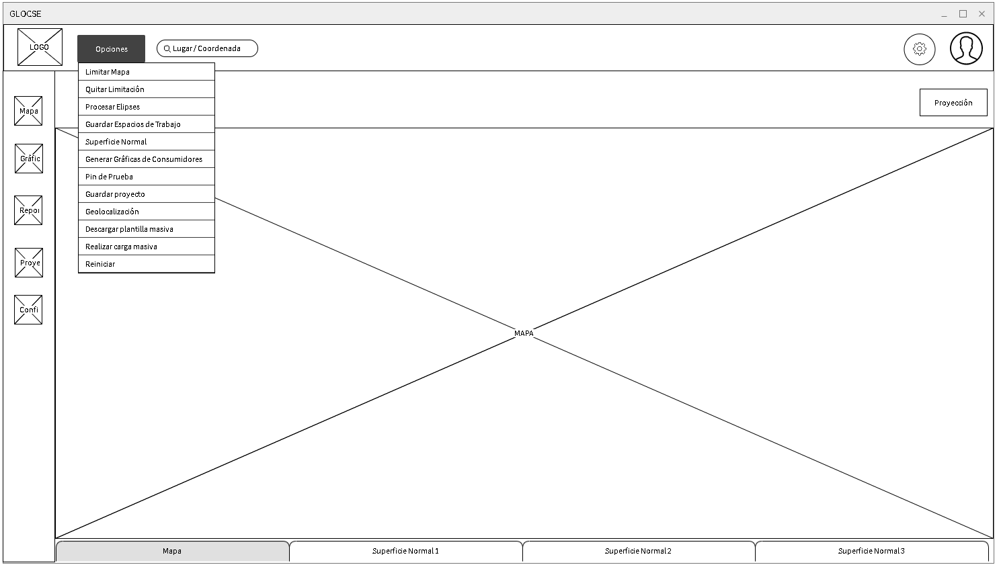 GLOCSE
LOGO
Opciones
Lugar / Coordenada
Limitar Mapa
Quitar Limitación
Procesar Elipses
Guardar Espacios de Trabajo
Superficie Normal
Generar Gráficas de Consumidores
Pin de Prueba
Guardar proyecto
Geolocalización
Descargar plantilla masiva
Realizar carga masiva
Reiniciar
Mapa
Gráfic
Repor
Proye
Confi
Proyección
MAPA
Mapa
Superficie Normal 1
Superficie Normal 2
Superficie Normal 3